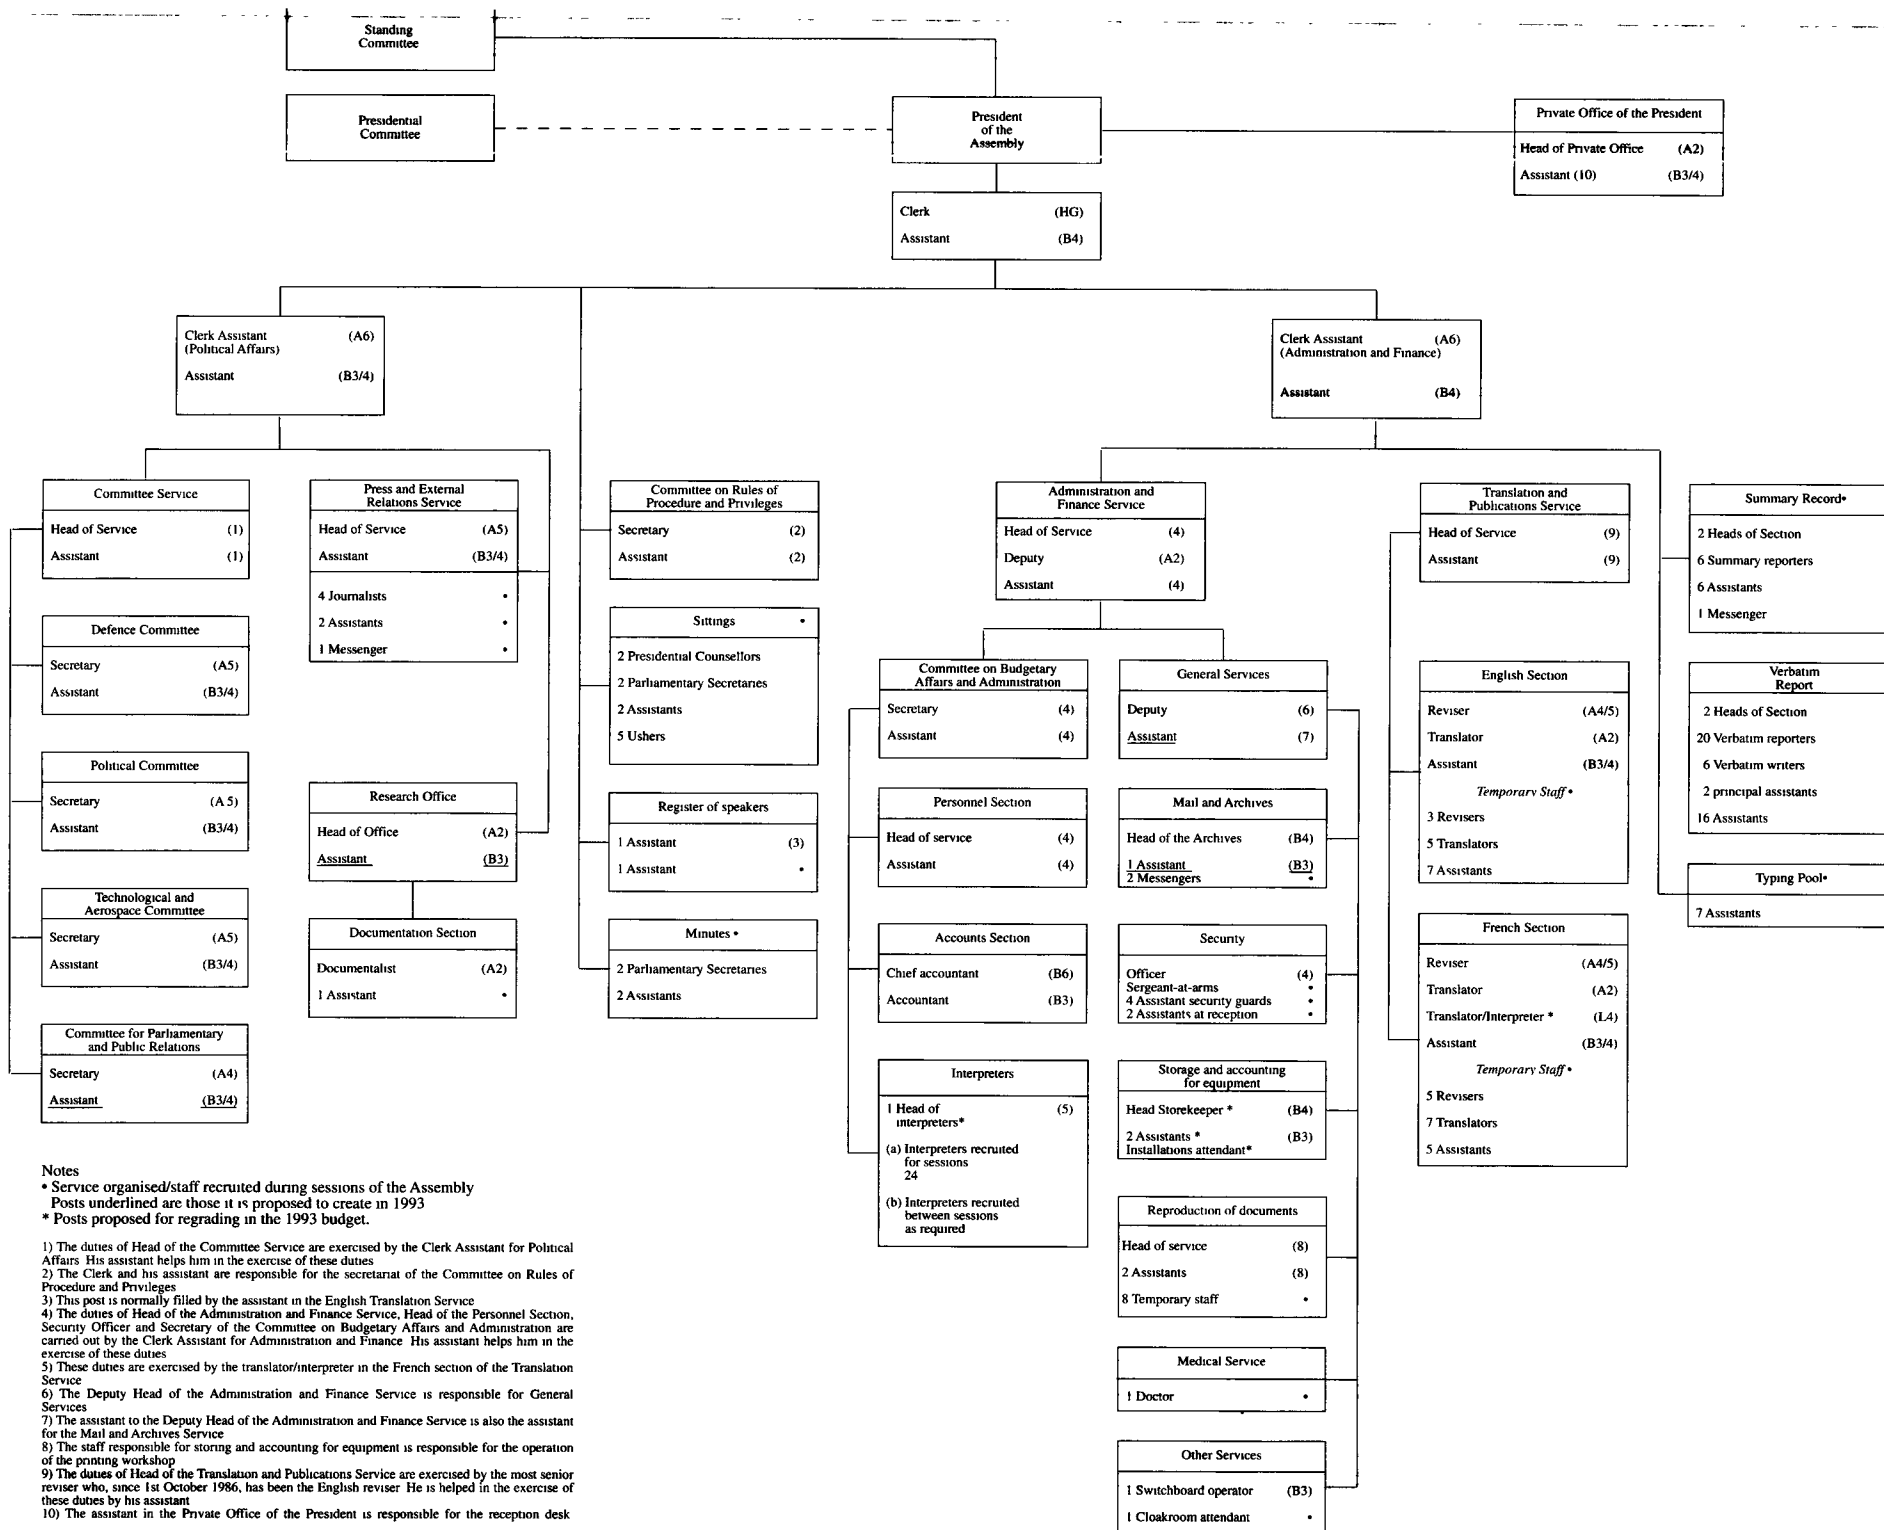 Standing
Committee
Presidential
Committee
President
of the
Assembly
Private Office of the President
Head of Private Office (A2)
Assistant (10) (B3/4)
Clerk (HG)
Assistant (B4)
Clerk Assistant (A6)
(Political Affairs)
Assistant (B3/4)
Clerk Assistant (A6)
(Administration and Finance)
Assistant (B4)
Committee Service
Head of Service (1)
Assistant (1)
Defence Committee
Secretary (A5)
Assistant (B3/4)
Political Committee
Secretary (A5)
Assistant (B3/4)
Technological and
Aerospace Committee
Secretary (A5)
Assistant (B3/4)
Committee for Parliamentary
and Public Relations
Secretary (A4)
Assistant (B3/4)
Press and External
Relations Service
Head of Service (A5)
Assistant (B3/4)
4 Journalists •
2 Assistants •
1 Messenger •
Research Office
Head of Office (A2)
Assistant (B3)
Documentation Section
Documentalist (A2)
1 Assistant •
Committee on Rules of
Procedure and Privileges
Secretary (2)
Assistant (2)
Sittings •
2 Presidential Counsellors
2 Parliamentary Secretaries
2 Assistants
5 Ushers
Register of speakers
1 Assistant (3)
1 Assistant •
Minutes •
2 Parliamentary Secretaries
2 Assistants
Administration and
Finance Service
Head of Service (4)
Deputy (A2)
Assistant (4)
Committee on Budgetary
Affairs and Administration
Secretary (4)
Assistant (4)
Personnel Section
Head of service (4)
Assistant (4)
Accounts Section
Chief accountant (B6)
Accountant (B3)
Interpreters
1 Head of (5)
interpreters*
(a) Interpreters recruited
for sessions
24
(b) Interpreters recruited
between sessions
as required
General Services
Deputy (6)
Assistant (7)
Mail and Archives
Head of the Archives (B4)
1 Assistant (B3)
2 Messengers •
Security
Officer (4)
Sergeant-at-arms •
4 Assistant security guards •
2 Assistants at reception •
Storage and accounting
for equipment
Head Storekeeper * (B4)
2 Assistants * (B3)
Installations attendant*
Reproduction of documents
Head of service (8)
2 Assistants (8)
8 Temporary staff •
Medical Service
1 Doctor •
Other Services
1 Switchboard operator (B3)
1 Cloakroom attendant •
Translation and
Publications Service
Head of Service (9)
Assistant (9)
English Section
Reviser (A4/5)
Translator (A2)
Assistant (B3/4)
Temporary Staff •
3 Revisers
5 Translators
7 Assistants
French Section
Reviser (A4/5)
Translator (A2)
Translator/Interpreter * (L4)
Assistant (B3/4)
Temporary Staff •
5 Revisers
7 Translators
5 Assistants
Summary Record•
2 Heads of Section
6 Summary reporters
6 Assistants
1 Messenger
Verbatim
Report
2 Heads of Section
20 Verbatim reporters
6 Verbatim writers
2 principal assistants
16 Assistants
Typing Pool•
7 Assistants
Notes
• Service organised/staff recruited during sessions of the Assembly
Posts underlined are those it is proposed to create in 1993
* Posts proposed for regrading in the 1993 budget.
1) The duties of Head of the Committee Service are exercised by the Clerk Assistant for Political
Affairs His assistant helps him in the exercise of these duties
2) The Clerk and his assistant are responsible for the secretariat of the Committee on Rules of
Procedure and Privileges
3) This post is normally filled by the assistant in the English Translation Service
4) The duties of Head of the Administration and Finance Service, Head of the Personnel Section,
Security Officer and Secretary of the Committee on Budgetary Affairs and Administration are
carried out by the Clerk Assistant for Administration and Finance His assistant helps him in the
exercise of these duties
5) These duties are exercised by the translator/interpreter in the French section of the Translation
Service
6) The Deputy Head of the Administration and Finance Service is responsible for General
Services
7) The assistant to the Deputy Head of the Administration and Finance Service is also the assistant
for the Mail and Archives Service
8) The staff responsible for storing and accounting for equipment is responsible for the operation
of the printing workshop
9) The duties of Head of the Translation and Publications Service are exercised by the most senior
reviser who, since 1st October 1986, has been the English reviser He is helped in the exercise of
these duties by his assistant
10) The assistant in the Private Office of the President is responsible for the reception desk